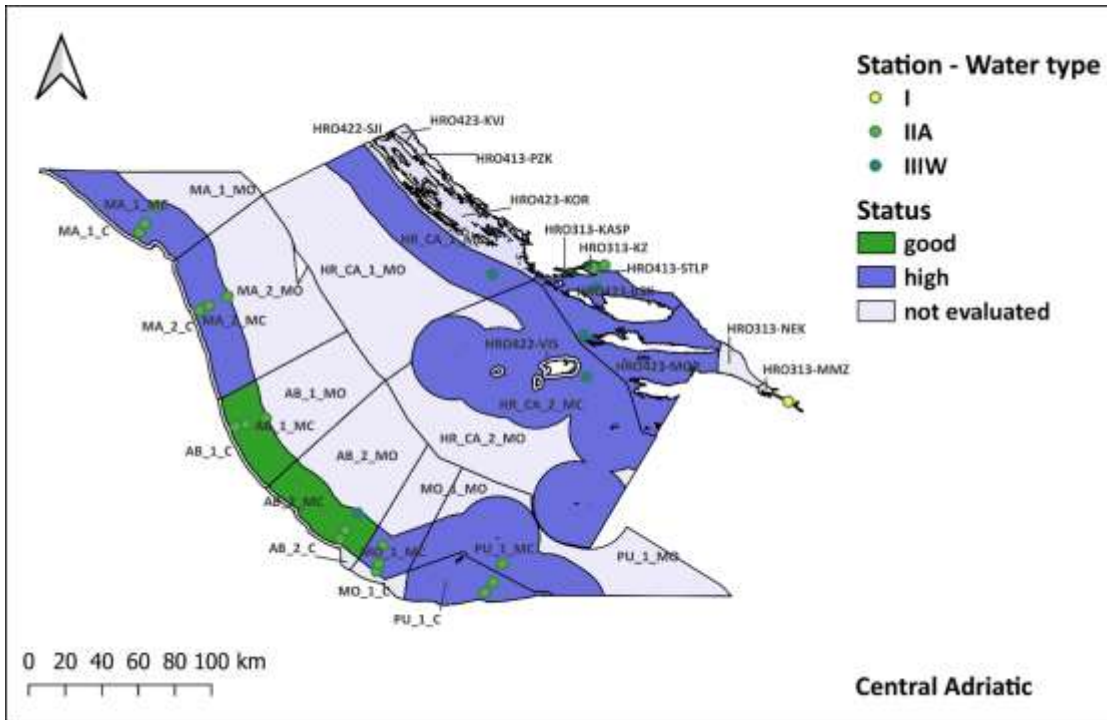 Station - Water type
I
IIA
IIIW
Status
good
high
not evaluated
HRO423-KVJ
HRO422-SJI
HRO413-PZK
MA_1_MO
HRO423-KOR
MA_1_MC
MA_1_C
HRO313-KASP
HRO313-KZ
HR_CA_1_MO
HRO413-STLP
MA_2_MO
MA_2_C
MA_2_MC
HRO422-VIS
HRO313-NEK
HRO423-MOP
HRO313-MMZ
AB_1_MO
HR_CA_2_MC
AB_1_MC
AB_1_C
HR_CA_2_MO
AB_2_MO
MO_1_MO
AB_2_MC
AB_2_C
MO_1_MC
PU_1_MC
PU_1_MO
MO_1_C
PU_1_C
0 20 40 60 80 100 km
Central Adriatic